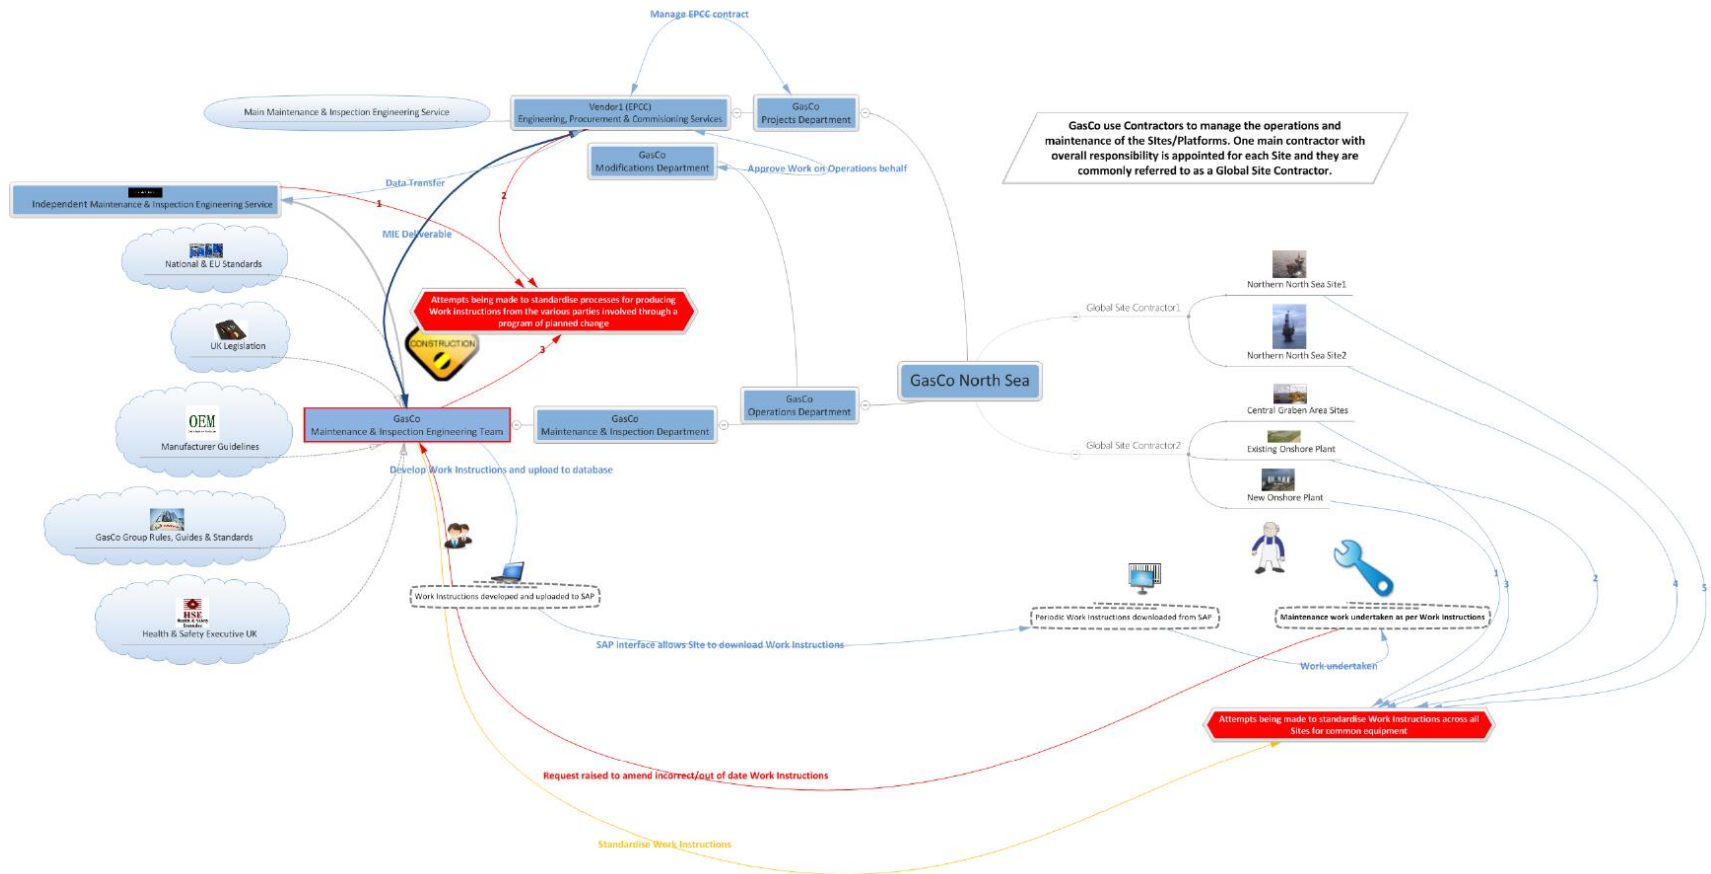 Manage EPCC contract
Main Maintenance & Inspection Engineering Service
Vendor1 (EPCC)
Engineering, Procurement & Commisioning Services
GasCo
Projects Department
GasCo use Contractors to manage the operations and
maintenance of the SItes/Platforms. One main contractor with
overall responsibility is appointed for each Site and they are
commonly referred to as a Global Site Contractor.
GasCo
Modifications Department
Approve Work on Operations behalf
Data Transfer
Independent Maintenance & Inspection Engineering Service
1
2
MIE Deliverable
National & EU Standards
Attempts being made to standardise processes for producing
Work instructions from the various parties involved through a
program of planned change
CONSTRUCTION
3
UK Legislation
Northern North Sea Site1
Global Site Contractor1
Northern North Sea Site2
GasCo North Sea
GasCo
Operations Department
OEM
Manufacturer Guidelines
GasCo
Maintenance & Inspection Engineering Team
GasCo
Maintenance & Inspection Department
Central Graben Area Sites
Global Site Contractor2
Existing Onshore Plant
New Onshore Plant
Develop Work Instructions and upload to database
GasCo Group Rules, Guides & Standards
HSE
Health & Safety
Executive
Health & Safety Executive UK
Work Instructions developed and uploaded to SAP
SAP interface allows Site to download Work Instructions
Periodic Work Instructions downloaded from SAP
Maintenance work undertaken as per Work Instructions
Work undertaken
1
3
2
4
5
Attempts being made to standardise Work Instructions across all
Sites for common equipment
Request raised to amend incorrect/out of date Work Instructions
Standardise Work Instructions